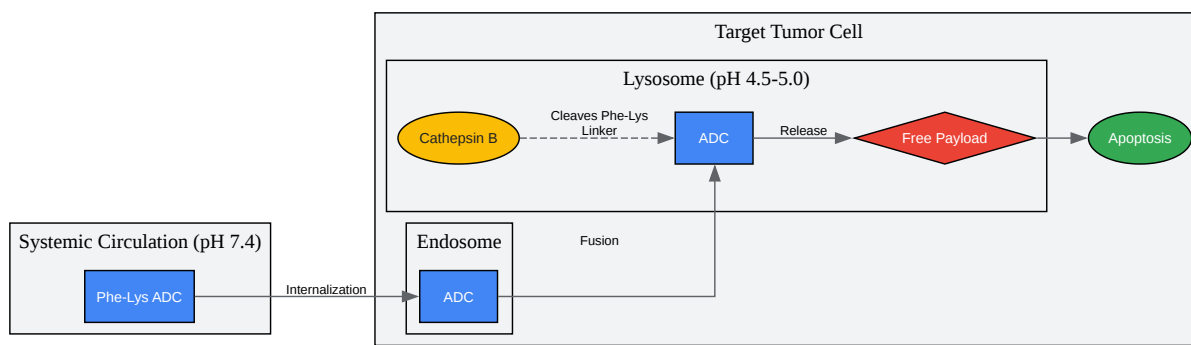 Target Tumor Cell
Lysosome (pH 4.5-5.0)
Cathepsin B
Cleaves Phe-Lys
Linker
ADC
Release
Free Payload
Apoptosis
Systemic Circulation (pH 7.4)
Phe-Lys ADC
Internalization
Endosome
ADC
Fusion